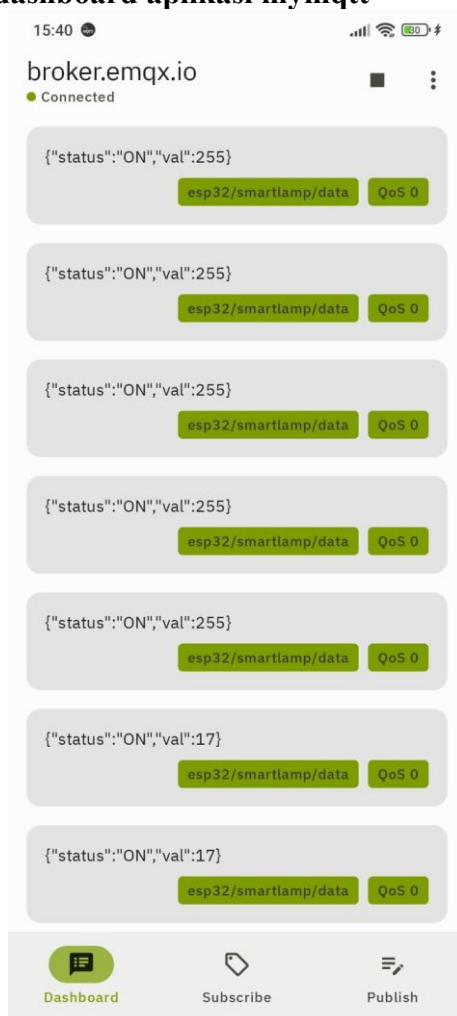 dashboard aplikasi mymqtt
15:40
30
broker.emqx.io
Connected
{"status":"ON","val":255}
esp32/smartlamp/data QoS 0
{"status":"ON","val":255}
esp32/smartlamp/data QoS 0
{"status":"ON","val":255}
esp32/smartlamp/data QoS 0
{"status":"ON","val":255}
esp32/smartlamp/data QoS 0
{"status":"ON","val":255}
esp32/smartlamp/data QoS 0
{"status":"ON","val":17}
esp32/smartlamp/data QoS 0
{"status":"ON","val":17}
esp32/smartlamp/data QoS 0
Dashboard Subscribe Publish